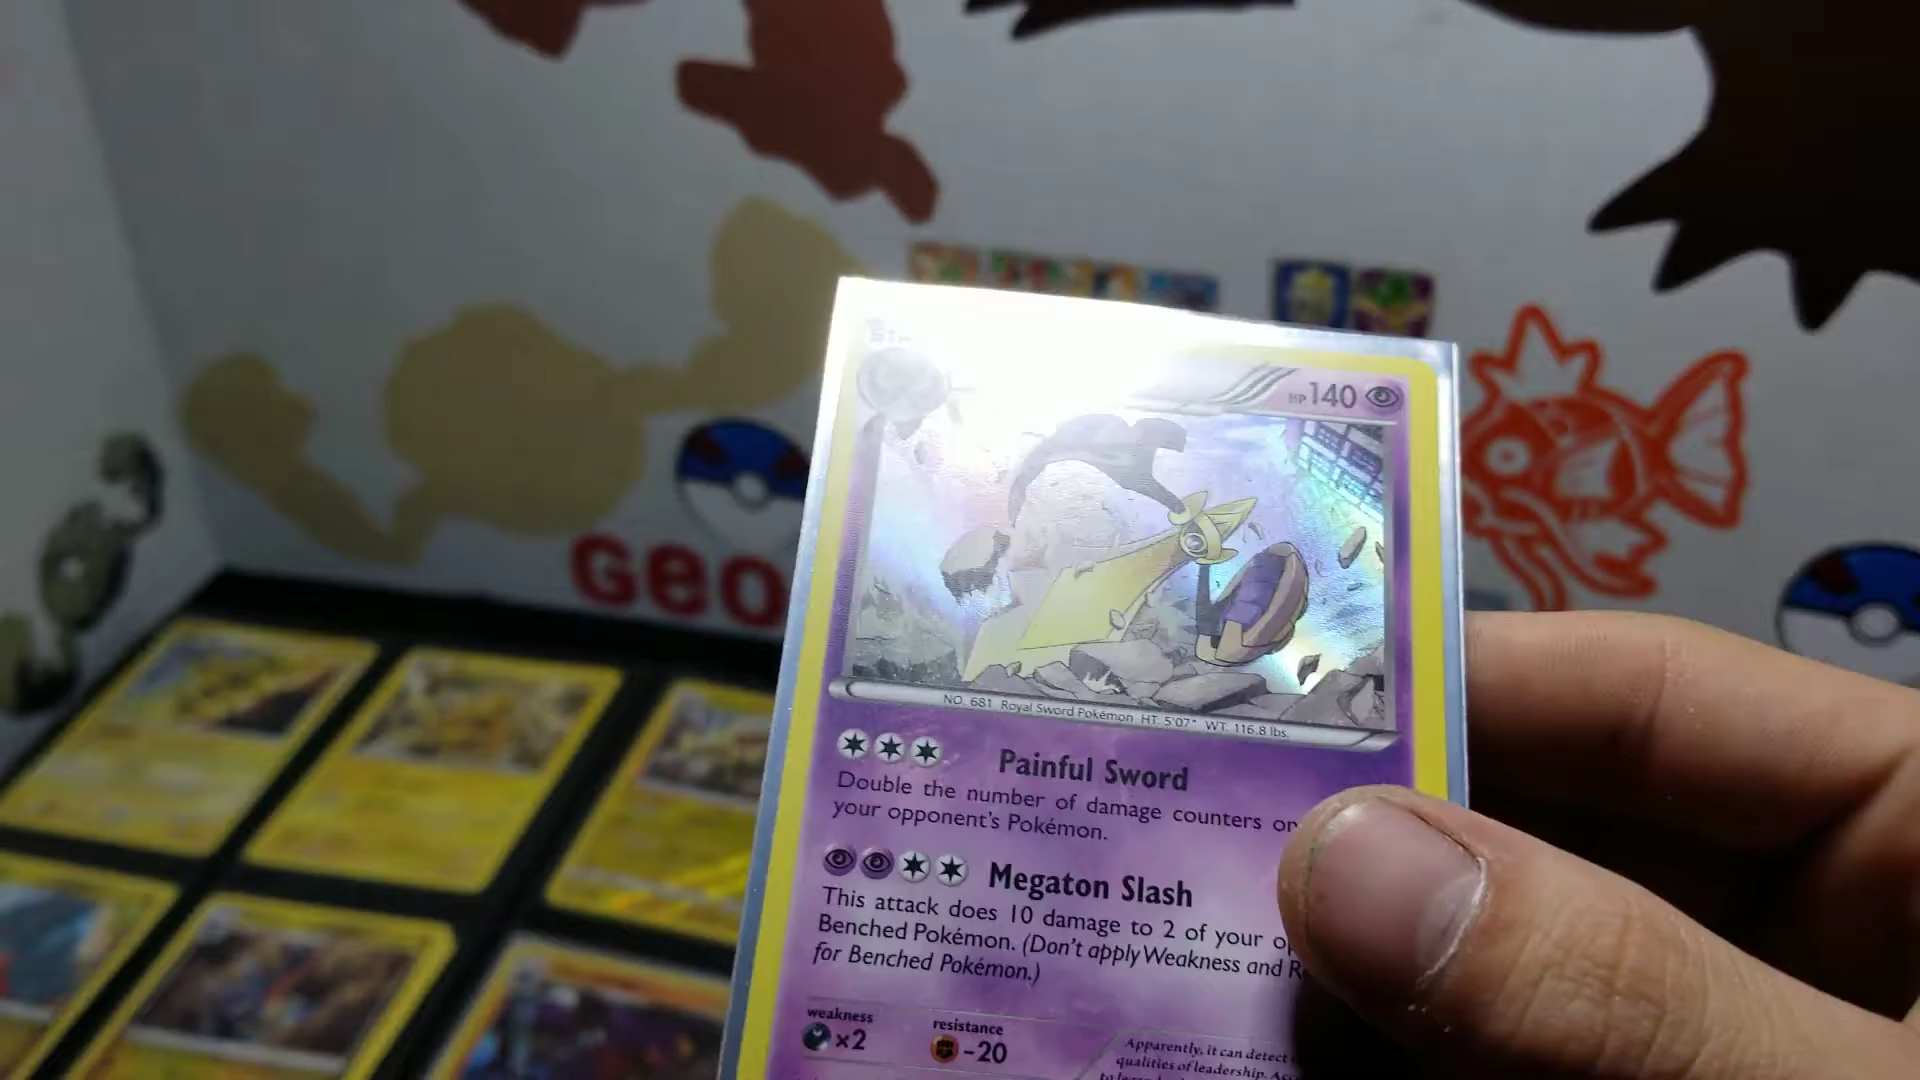 HP 140
GEO
NO. 681 Royal Sword Pokémon HT. 5'07" WT. 116.8 lbs.
Painful Sword
Double the number of damage counters on
your opponent's Pokémon.
Megaton Slash
This attack does 10 damage to 2 of your
Benched Pokémon. (Don't apply Weakness and
for Benched Pokémon.)
weakness
×2
resistance
-20
Apparently, it can detect
qualities of leadership.